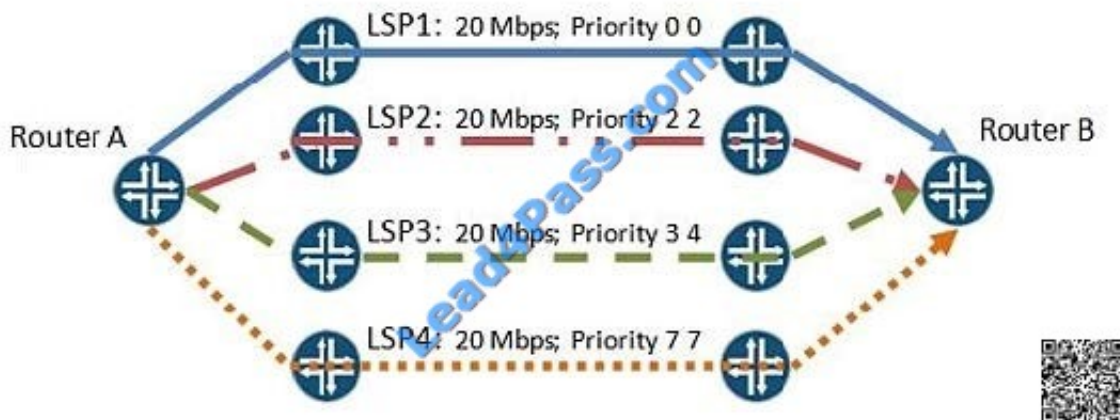 LSP1: 20 Mbps; Priority 0 0
LSP2: 20 Mbps; Priority 2 2
Router A
Router B
LSP3: 20 Mbps; Priority 3 4
LSP4: 20 Mbps; Priority 7 7
Lead4Pass.com